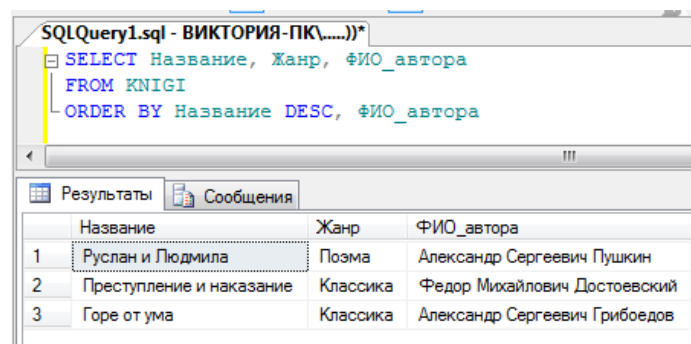 SQLQuery1.sql - ВИКТОРИЯ-ПК\.....))*
SELECT Название, Жанр, ФИО_автора
FROM KNIGI
ORDER BY Название DESC, ФИО_автора
Результаты Сообщения
Название Жанр ФИО_автора
1 Руслан и Людмила Поэма Александр Сергеевич Пушкин
2 Преступление и наказание Классика Федор Михайлович Достоевский
3 Горе от ума Классика Александр Сергеевич Грибоедов